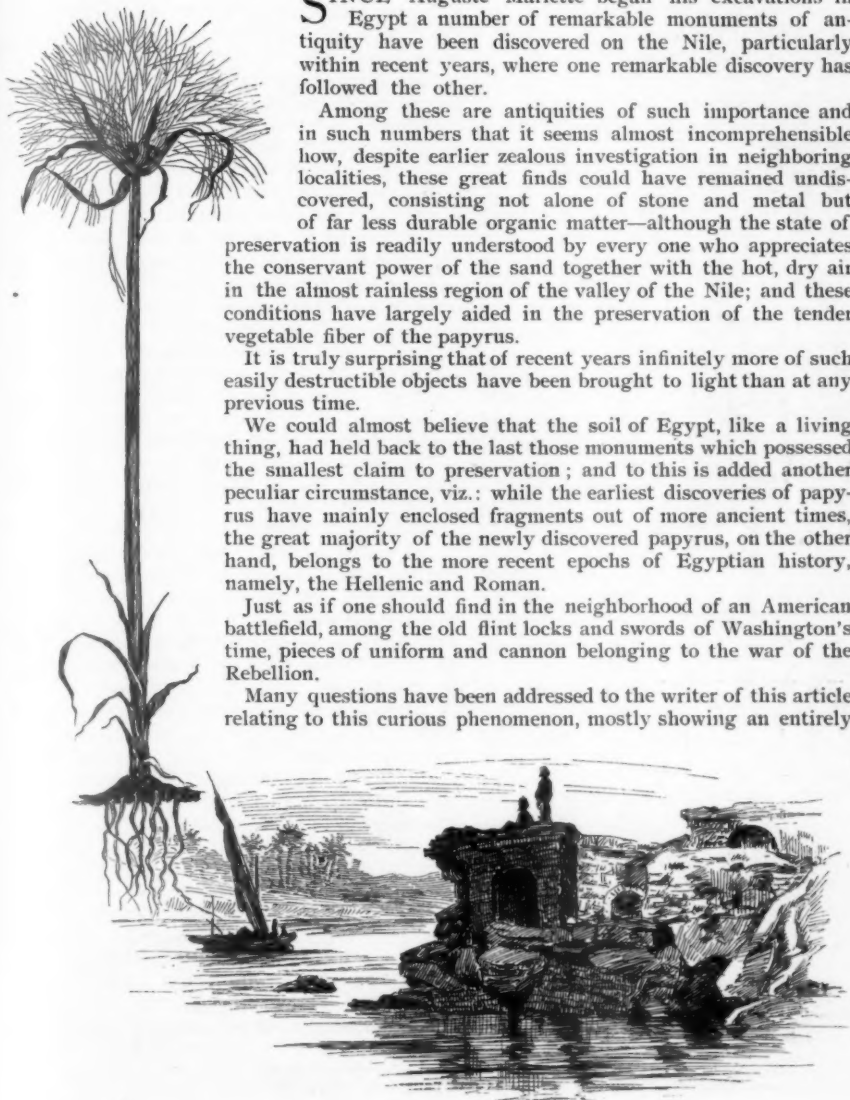 SINCE Auguste Mariette began his excavations in
Egypt a number of remarkable monuments of an-
tiquity have been discovered on the Nile, particularly
within recent years, where one remarkable discovery has
followed the other.
Among these are antiquities of such importance and
in such numbers that it seems almost incomprehensible
how, despite earlier zealous investigation in neighboring
localities, these great finds could have remained undis-
covered, consisting not alone of stone and metal but
of far less durable organic matter—although the state of
preservation is readily understood by every one who appreciates
the conservant power of the sand together with the hot, dry air
in the almost rainless region of the valley of the Nile; and these
conditions have largely aided in the preservation of the tender
vegetable fiber of the papyrus.
It is truly surprising that of recent years infinitely more of such
easily destructible objects have been brought to light than at any
previous time.
We could almost believe that the soil of Egypt, like a living
thing, had held back to the last those monuments which possessed
the smallest claim to preservation; and to this is added another
peculiar circumstance, viz.: while the earliest discoveries of papy-
rus have mainly enclosed fragments out of more ancient times,
the great majority of the newly discovered papyrus, on the other
hand, belongs to the more recent epochs of Egyptian history,
namely, the Hellenic and Roman.
Just as if one should find in the neighborhood of an American
battlefield, among the old flint locks and swords of Washington's
time, pieces of uniform and cannon belonging to the war of the
Rebellion.
Many questions have been addressed to the writer of this article
relating to this curious phenomenon, mostly showing an entirely